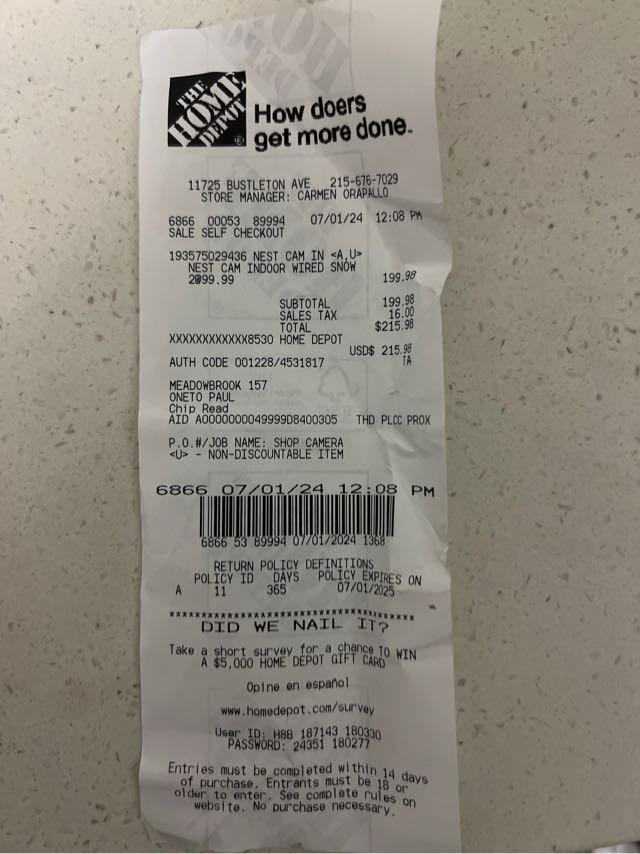 THE
HOME
DEPOT
How doers
get more done.
11725 BUSTLETON AVE 215-676-7029
STORE MANAGER: CARMEN ORAPALLO
6866 00053 89994 07/01/24 12:08 PM
SALE SELF CHECKOUT
193575029436 NEST CAM IN <A,U>
NEST CAM INDOOR WIRED SNOW
2@99.99 199.98
SUBTOTAL 199.98
SALES TAX 16.00
TOTAL $215.98
XXXXXXXXXXXX8530 HOME DEPOT
USD$ 215.98
AUTH CODE 001228/4531817 TA
MEADOWBROOK 157
ONETO PAUL
Chip Read
AID A0000000049999D8400305 THD PLCC PROX
P.O.#/JOB NAME: SHOP CAMERA
<U> - NON-DISCOUNTABLE ITEM
6866 07/01/24 12:08 PM
6866 53 89994 07/01/2024 1368
RETURN POLICY DEFINITIONS
POLICY ID DAYS POLICY EXPIRES ON
A 11 365 07/01/2025
DID WE NAIL IT?
Take a short survey for a chance TO WIN
A $5,000 HOME DEPOT GIFT CARD
Opine en español
www.homedepot.com/survey
User ID: H8B 187143 180330
PASSWORD: 24351 180277
Entries must be completed within 14 days
of purchase. Entrants must be 18 or
older to enter. See complete rules on
website. No purchase necessary.